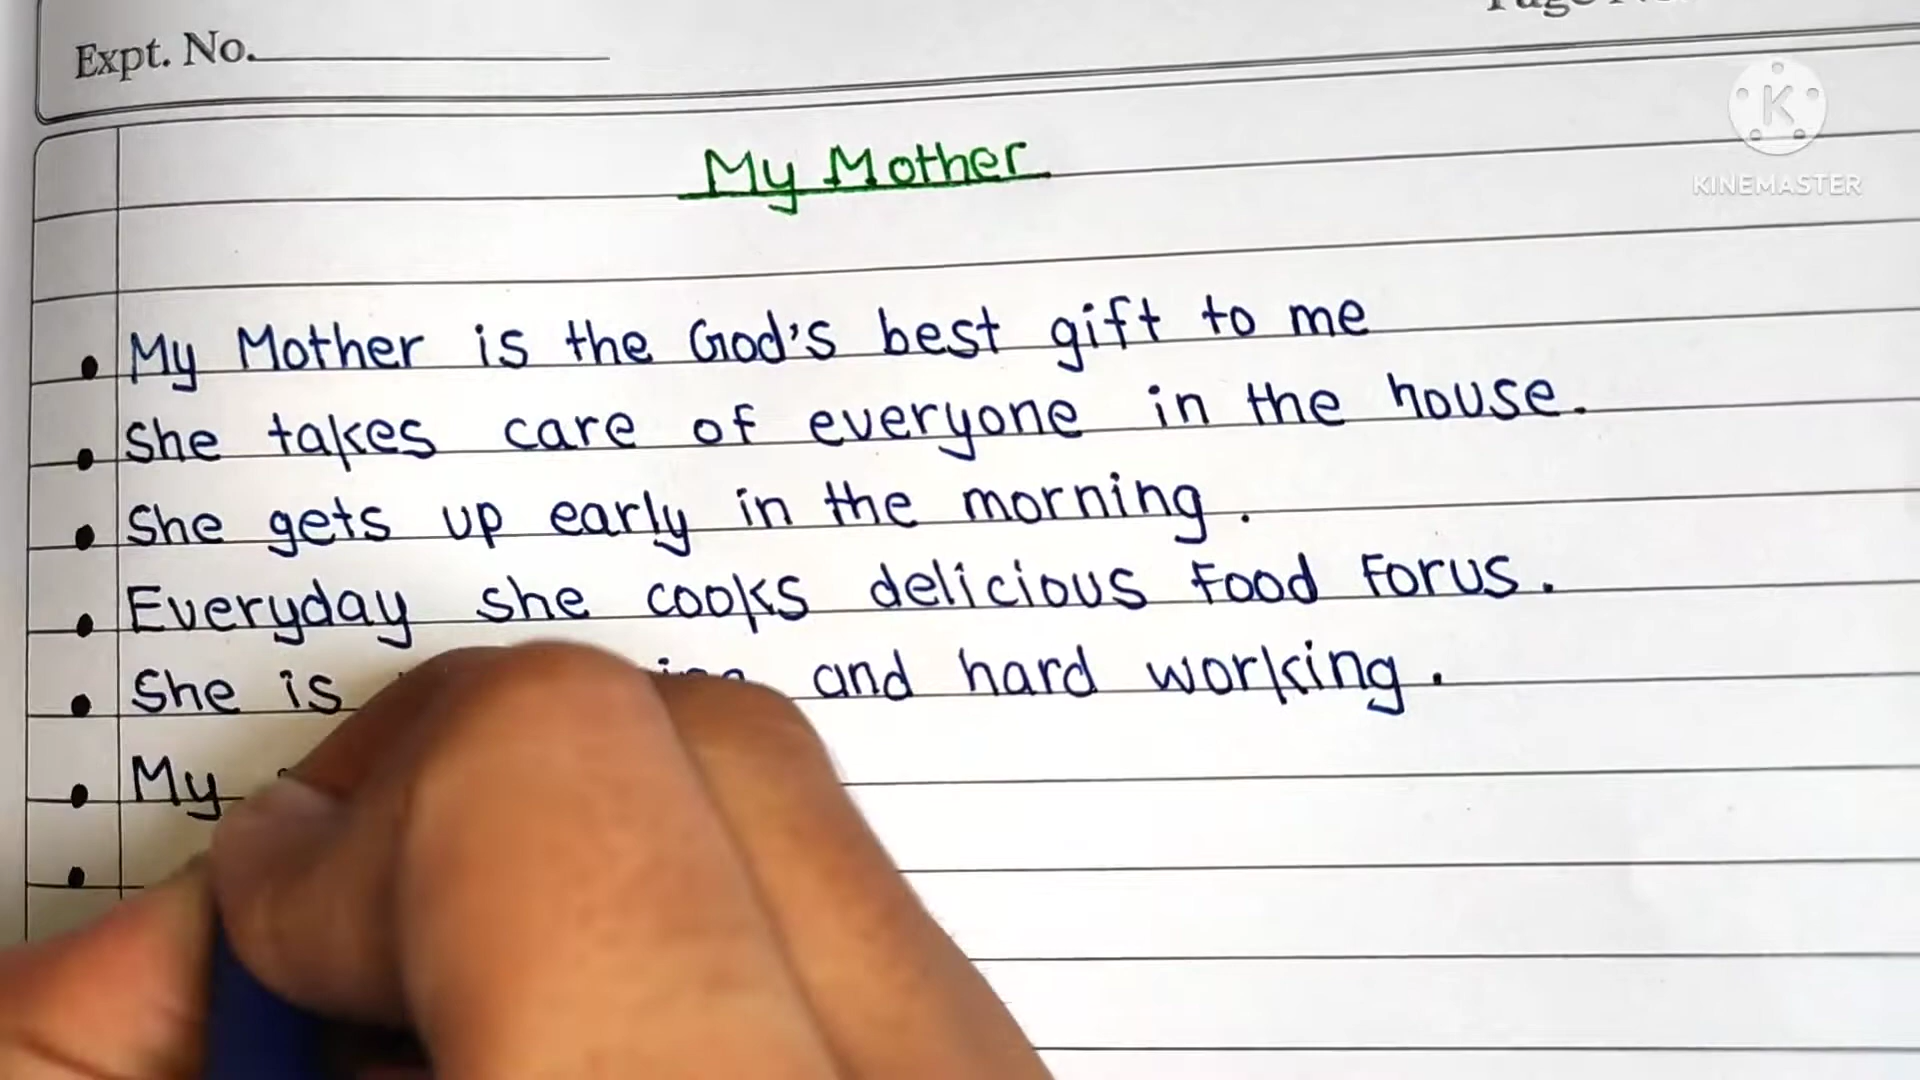 Expt. No.
My Mother
My Mother is the God's best gift to me
She takes care of everyone in the house.
She gets up early in the morning.
Everyday she cooks delicious Food Forus.
She is and hard working.
My
KINEMASTER